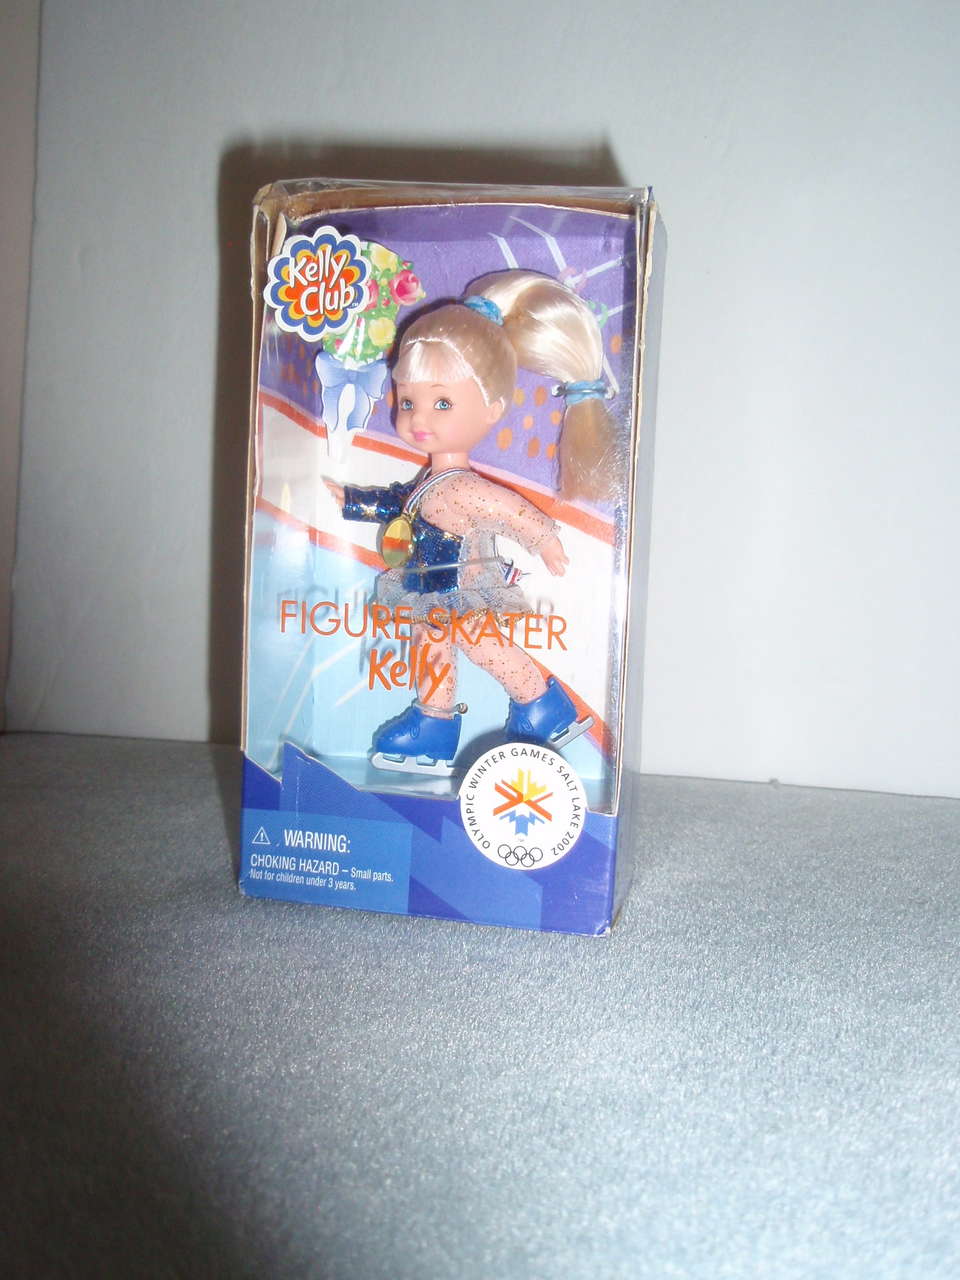 Kelly
Club™
FIGURE SKATER
Kelly
OLYMPIC WINTER GAMES SALT LAKE 2002
WARNING:
CHOKING HAZARD – Small parts.
Not for children under 3 years.